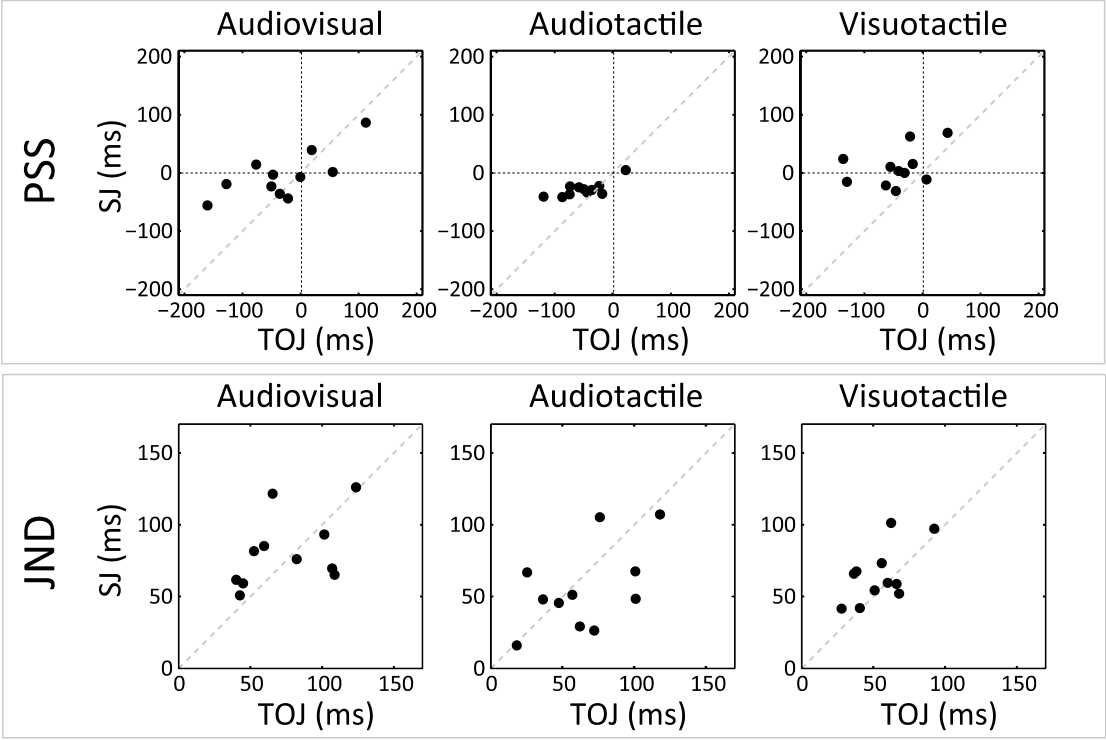 Audiovisual Audiotactile Visuotactile
PSS
SJ (ms)
200 200 200
100 100 100
0 0 0
−100 −100 −100
−200 −200 −200
−200 −100 0 100 200 −200 −100 0 100 200 −200 −100 0 100 200
TOJ (ms) TOJ (ms) TOJ (ms)
Audiovisual Audiotactile Visuotactile
JND
SJ (ms)
150 150 150
100 100 100
50 50 50
0 0 0
0 50 100 150 0 50 100 150 0 50 100 150
TOJ (ms) TOJ (ms) TOJ (ms)